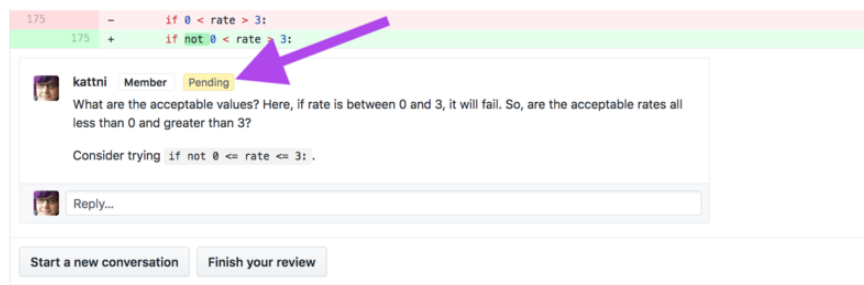 175 - if 0 < rate > 3:
175 + if not 0 < rate > 3:
kattni Member Pending
What are the acceptable values? Here, if rate is between 0 and 3, it will fail. So, are the acceptable rates all
less than 0 and greater than 3?
Consider trying if not 0 <= rate <= 3: .
Reply...
Start a new conversation Finish your review